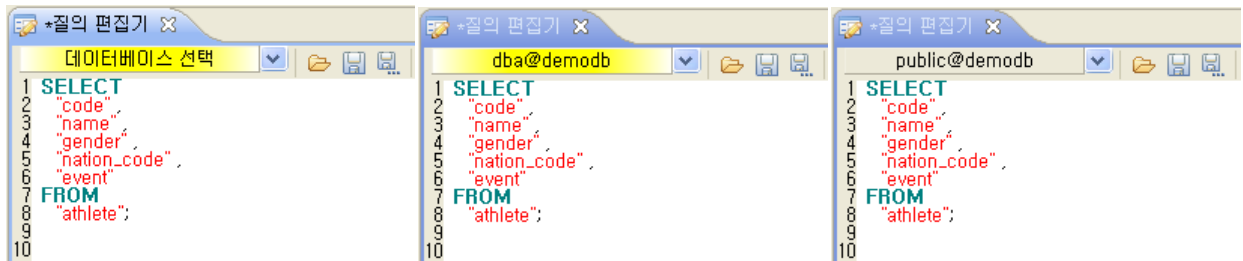 *질의 편집기
데이터베이스 선택
1 SELECT
2 "code" ,
3 "name" ,
4 "gender" ,
5 "nation_code" ,
6 "event"
7 FROM
8 "athlete";
9
10
*질의 편집기
dba@demodb
1 SELECT
2 "code" ,
3 "name" ,
4 "gender" ,
5 "nation_code" ,
6 "event"
7 FROM
8 "athlete";
9
10
*질의 편집기
public@demodb
1 SELECT
2 "code" ,
3 "name" ,
4 "gender" ,
5 "nation_code" ,
6 "event"
7 FROM
8 "athlete";
9
10